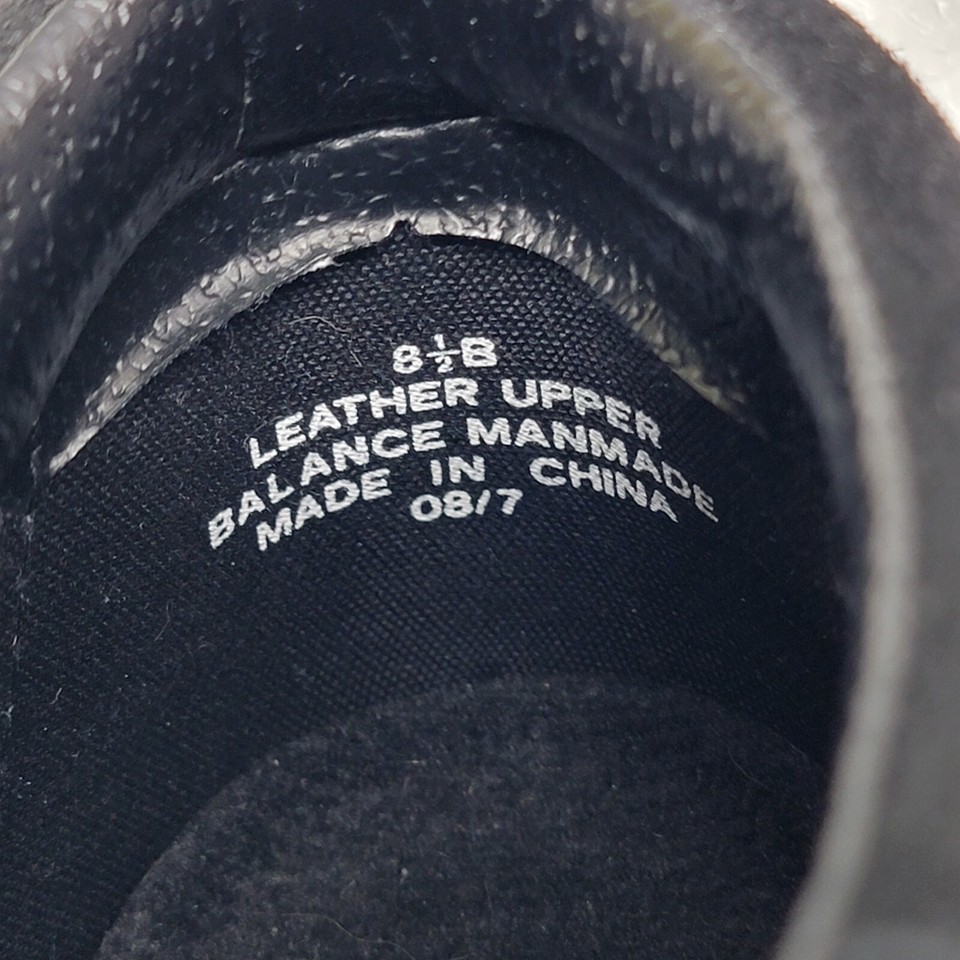 8½B
LEATHER UPPER
BALANCE MANMADE
MADE IN CHINA
08/7